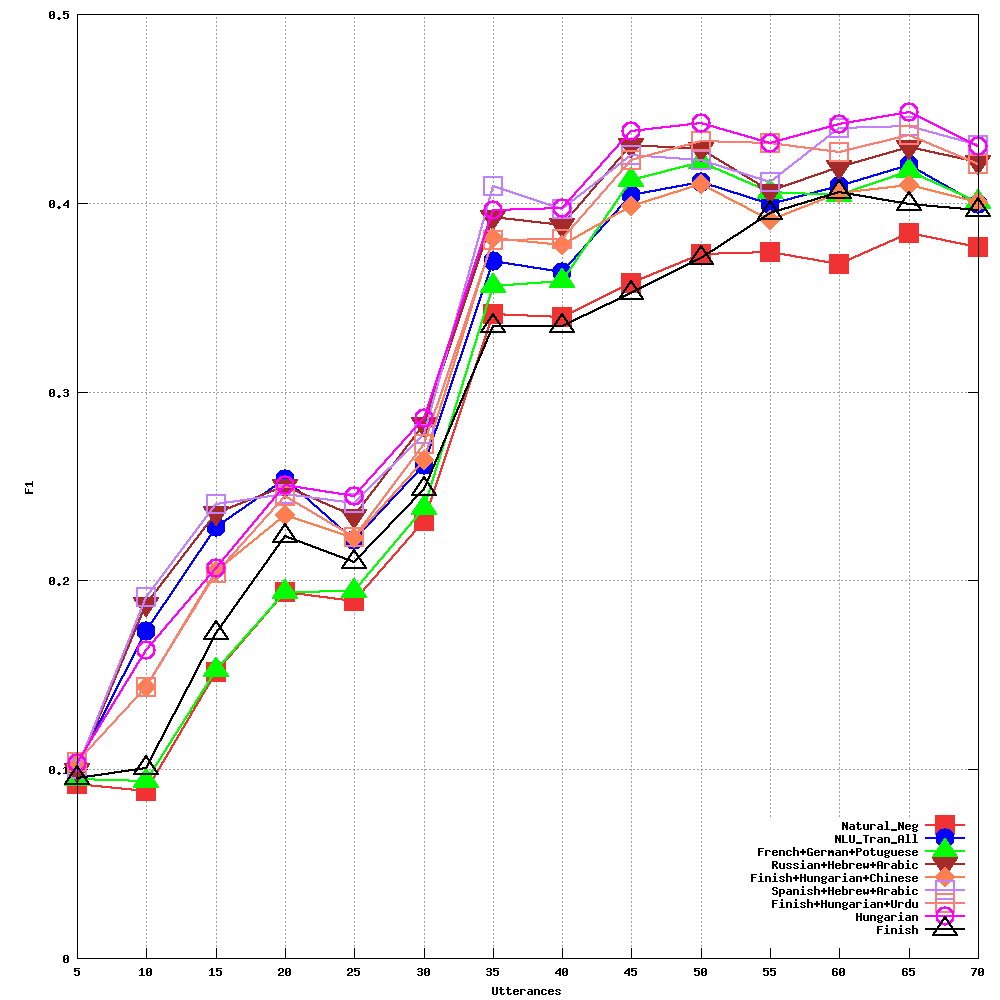 0.5
0.4
0.3
0.2
0.1
0
F1
5 10 15 20 25 30 35 40 45 50 55 60 65 70
Utterances
Natural_Neg
NLU_Tran_All
French+German+Potuguese
Russian+Hebrew+Arabic
Finish+Hungarian+Chinese
Spanish+Hebrew+Arabic
Finish+Hungarian+Urdu
Hungarian
Finish